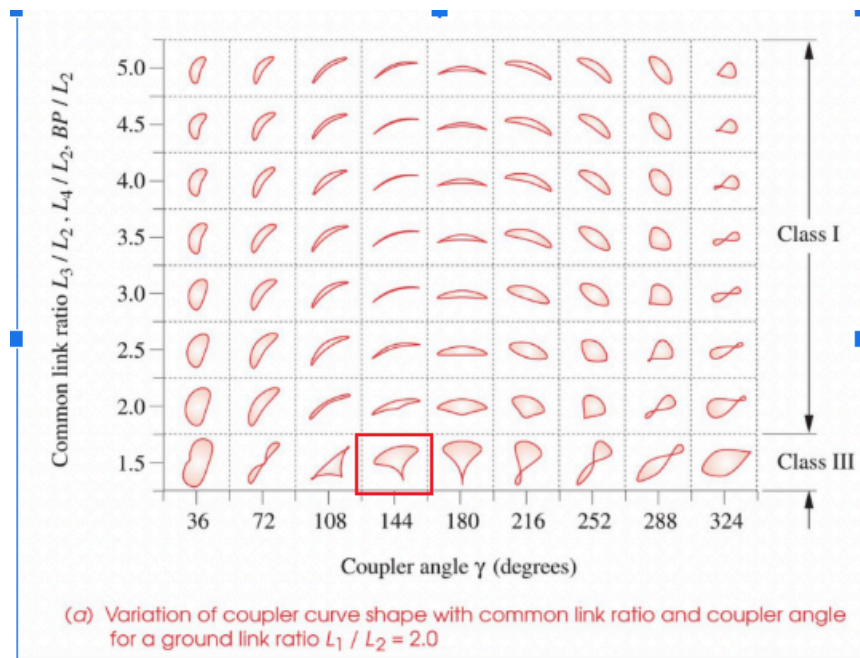 Common link ratio L3 / L2 , L4 / L2, BP / L2
5.0
4.5
4.0
3.5
3.0
2.5
2.0
1.5
Class I
Class III
36 72 108 144 180 216 252 288 324
Coupler angle γ (degrees)
(a) Variation of coupler curve shape with common link ratio and coupler angle
for a ground link ratio L1 / L2 = 2.0